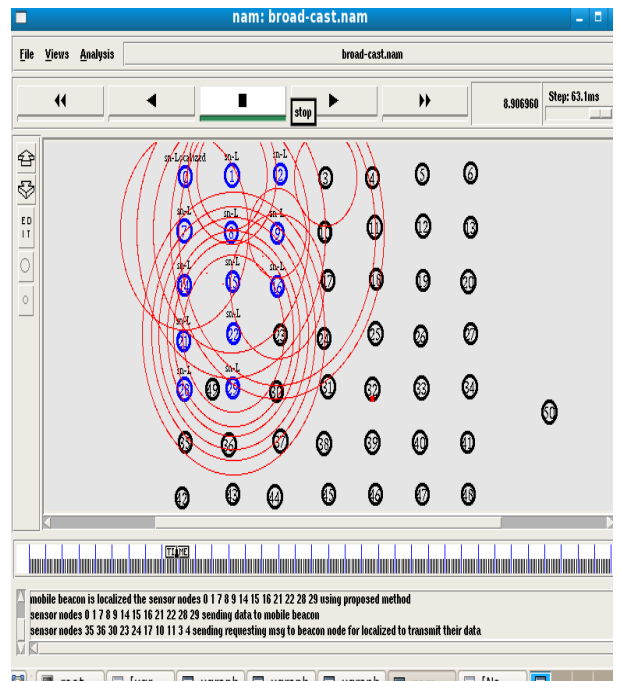 nam: broad-cast.nam
File Views Analysis broad-cast.nam
stop 8.906960 Step: 63.1ms
ED
IT
sn-Localized sn-L sn-L
0 1 2 3 4 5 6
sn-L sn-L sn-L
7 8 9 10 11 12 13
sn-L sn-L sn-L
14 15 16 17 18 19 20
sn-L sn-L
21 22 23 24 25 26 27
sn-L sn-L
28 49 29 30 31 32 33 34
50
35 36 37 38 39 40 41
42 43 44 45 46 47 48
TIME
mobile beacon is localized the sensor nodes 0 1 7 8 9 14 15 16 21 22 28 29 using proposed method
sensor nodes 0 1 7 8 9 14 15 16 21 22 28 29 sending data to mobile beacon
sensor nodes 35 36 30 23 24 17 10 11 3 4 sending requesting msg to beacon node for localized to transmit their data